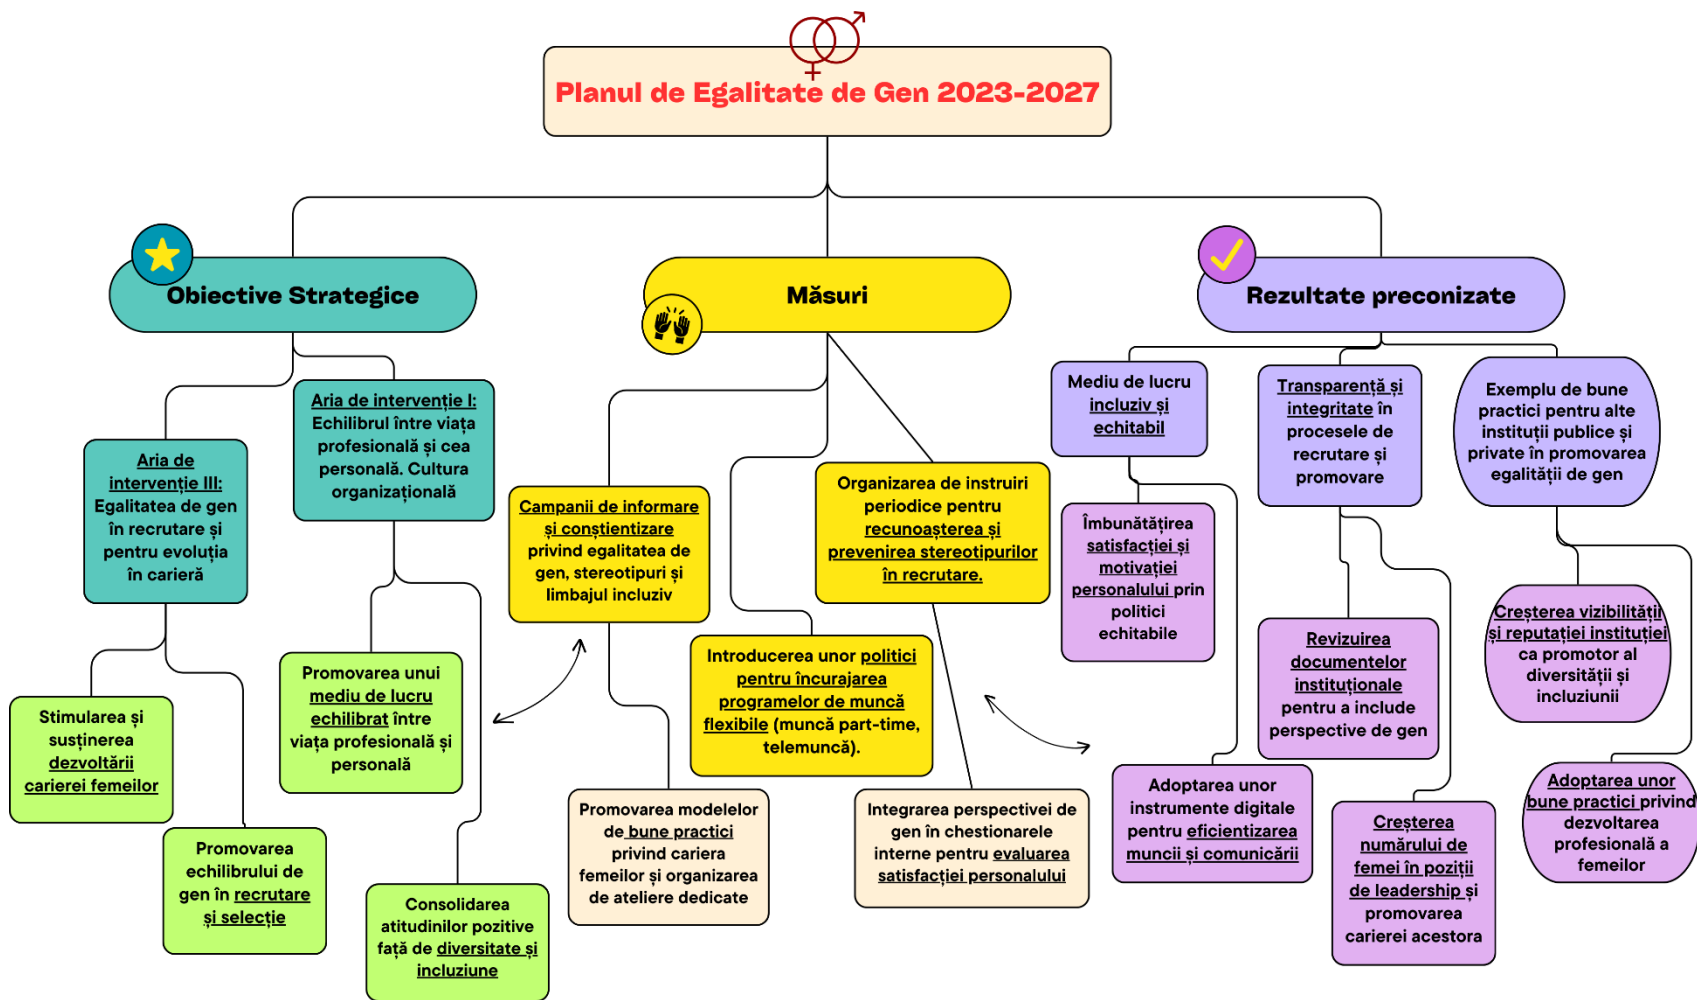 Planul de Egalitate de Gen 2023-2027
Obiective Strategice
Aria de
intervenție III:
Egalitatea de gen
în recrutare și
pentru evoluția
în carieră
Stimularea și
susținerea
dezvoltării
carierei femeilor
Promovarea
echilibrului de
gen în recrutare
și selecție
Aria de intervenție I:
Echilibrul între viața
profesională și cea
personală. Cultura
organizațională
Promovarea unui
mediu de lucru
echilibrat între
viața profesională și
personală
Consolidarea
atitudinilor pozitive
față de diversitate și
incluziune
Măsuri
Campanii de informare
și conștientizare
privind egalitatea de
gen, stereotipuri și
limbajul incluziv
Promovarea modelelor
de bune practici
privind cariera
femeilor și organizarea
de ateliere dedicate
Introducerea unor politici
pentru încurajarea
programelor de muncă
flexibile (muncă part-time,
telemuncă).
Organizarea de instruiri
periodice pentru
recunoașterea și
prevenirea stereotipurilor
în recrutare.
Integrarea perspectivei de
gen în chestionarele
interne pentru evaluarea
satisfacției personalului
Rezultate preconizate
Mediu de lucru
incluziv și
echitabil
Îmbunătățirea
satisfacției și
motivației
personalului prin
politici
echitabile
Adoptarea unor
instrumente digitale
pentru eficientizarea
muncii și comunicării
Transparență și
integritate în
procesele de
recrutare și
promovare
Revizuirea
documentelor
instituționale
pentru a include
perspective de gen
Creșterea
numărului de
femei în poziții
de leadership și
promovarea
carierei acestora
Exemplu de bune
practici pentru alte
instituții publice și
private în promovarea
egalității de gen
Creșterea vizibilității
și reputației instituției
ca promotor al
diversității și
incluziunii
Adoptarea unor
bune practici privind
dezvoltarea
profesională a
femeilor